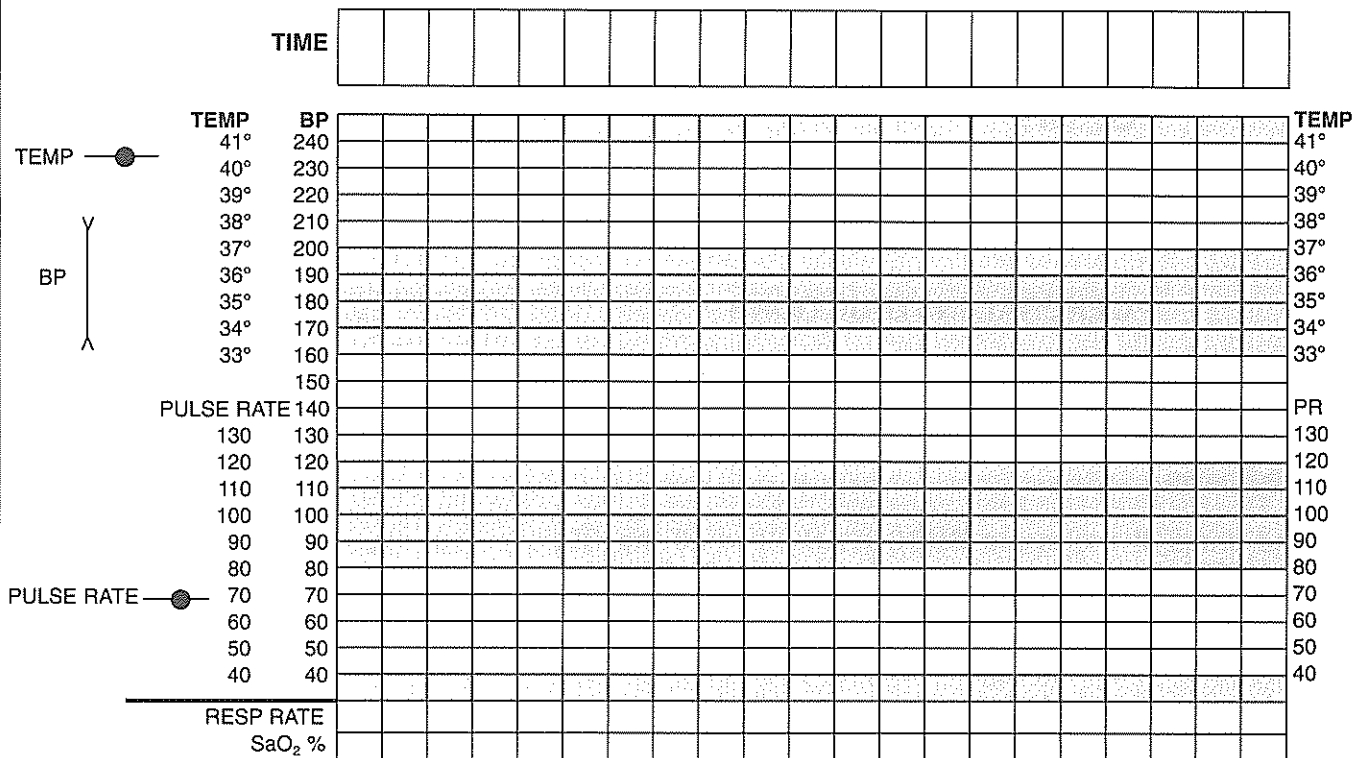 TIME
TEMP BP TEMP
41° 240 41°
TEMP
40° 230 40°
39° 220 39°
38° 210 38°
37° 200 37°
BP
36° 190 36°
35° 180 35°
34° 170 34°
33° 160 33°
150
PULSE RATE 140 PR
130 130 130
120 120 120
110 110 110
100 100 100
90 90 90
80 80 80
PULSE RATE 70 70 70
60 60 60
50 50 50
40 40 40
RESP RATE
SaO₂ %